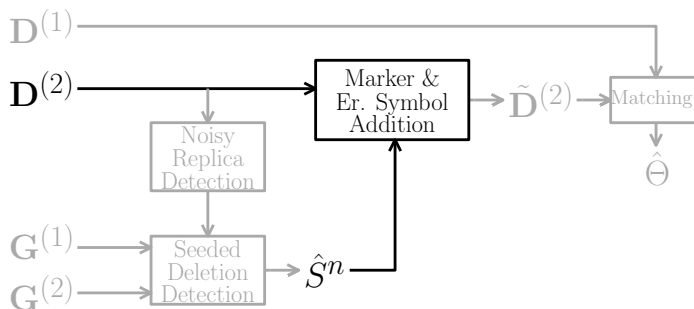 D(1)
D(2)
Marker &
Er. Symbol
Addition
D̃(2)
Matching
Θ̂
Noisy
Replica
Detection
G(1)
G(2)
Seeded
Deletion
Detection
Ŝn